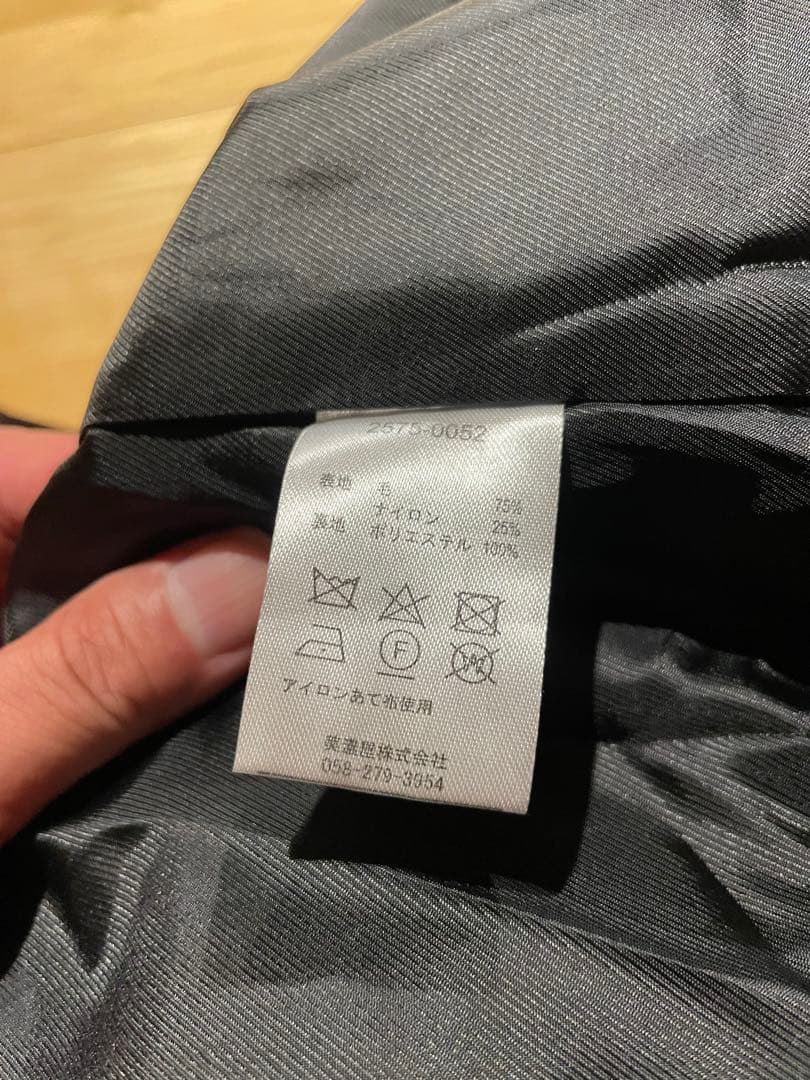 2575-0052
表地 毛 75%
ナイロン 25%
裏地 ポリエステル 100%
F
W
アイロンあて布使用
美濃屋株式会社
058-279-3954